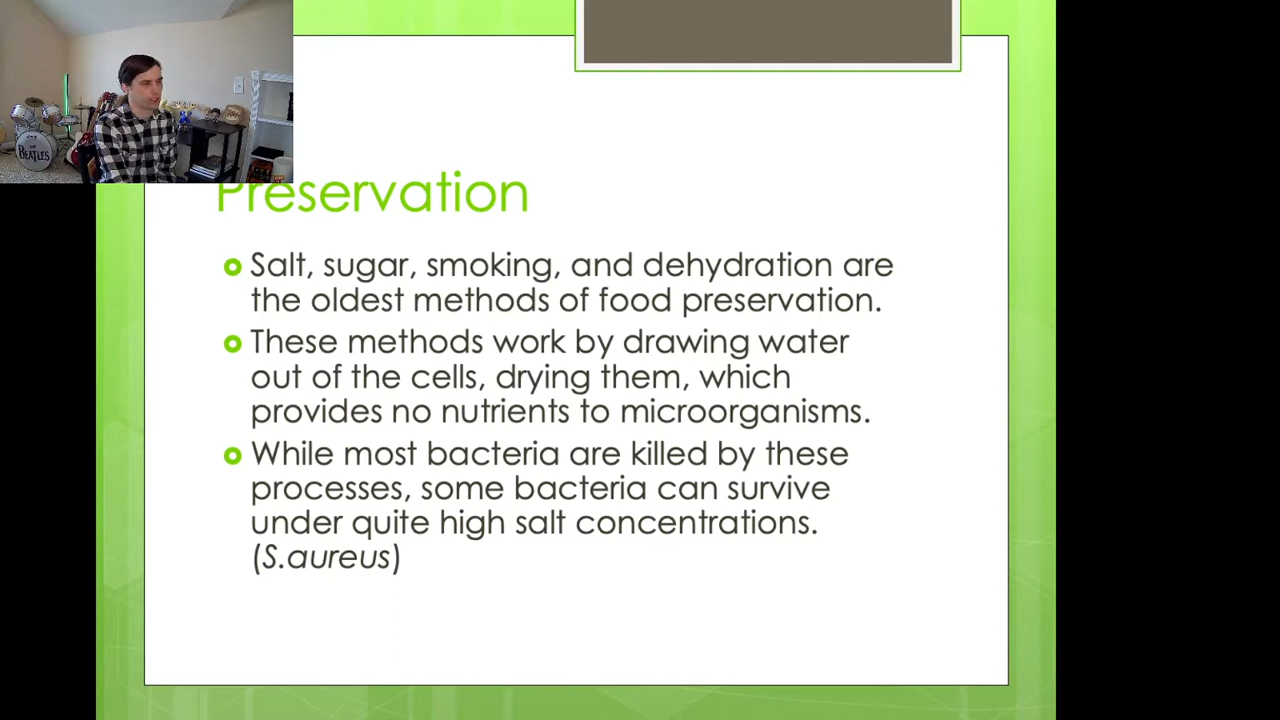 THE
BEATLES
Preservation
Salt, sugar, smoking, and dehydration are
the oldest methods of food preservation.
These methods work by drawing water
out of the cells, drying them, which
provides no nutrients to microorganisms.
While most bacteria are killed by these
processes, some bacteria can survive
under quite high salt concentrations.
(S.aureus)